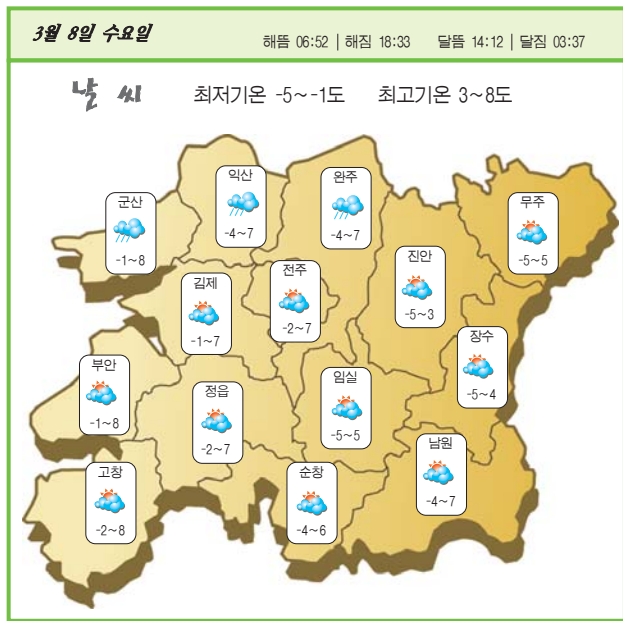 3월 8일 수요일
해뜸 06:52 | 해짐 18:33 달뜸 14:12 | 달짐 03:37
날 씨 최저기온 -5~-1도 최고기온 3~8도
군산
-1~8
익산
-4~7
완주
-4~7
무주
-5~5
김제
-1~7
전주
-2~7
진안
-5~3
장수
-5~4
부안
-1~8
정읍
-2~7
임실
-5~5
남원
-4~7
고창
-2~8
순창
-4~6